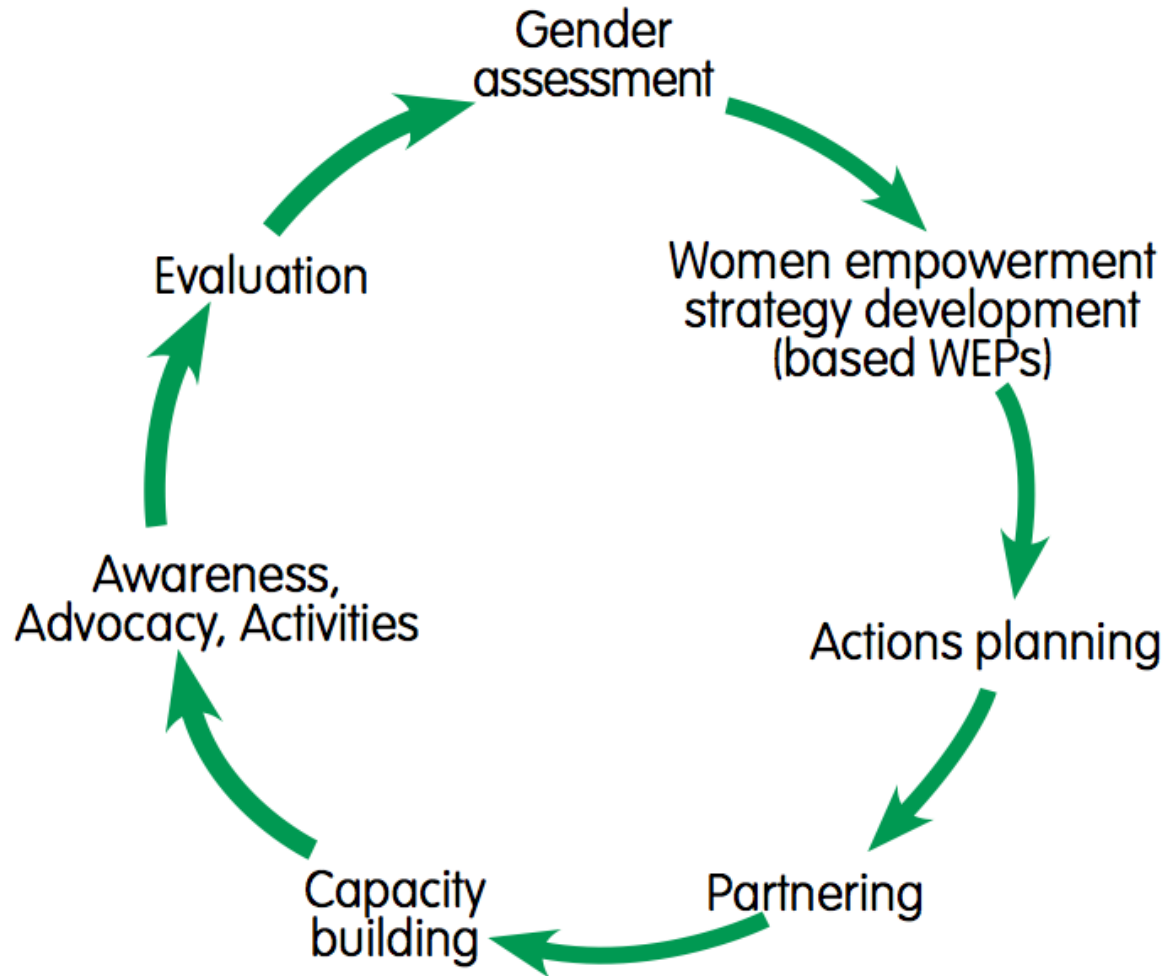 Gender
assessment
Women empowerment
strategy development
(based WEPs)
Actions planning
Partnering
Capacity
building
Awareness,
Advocacy, Activities
Evaluation